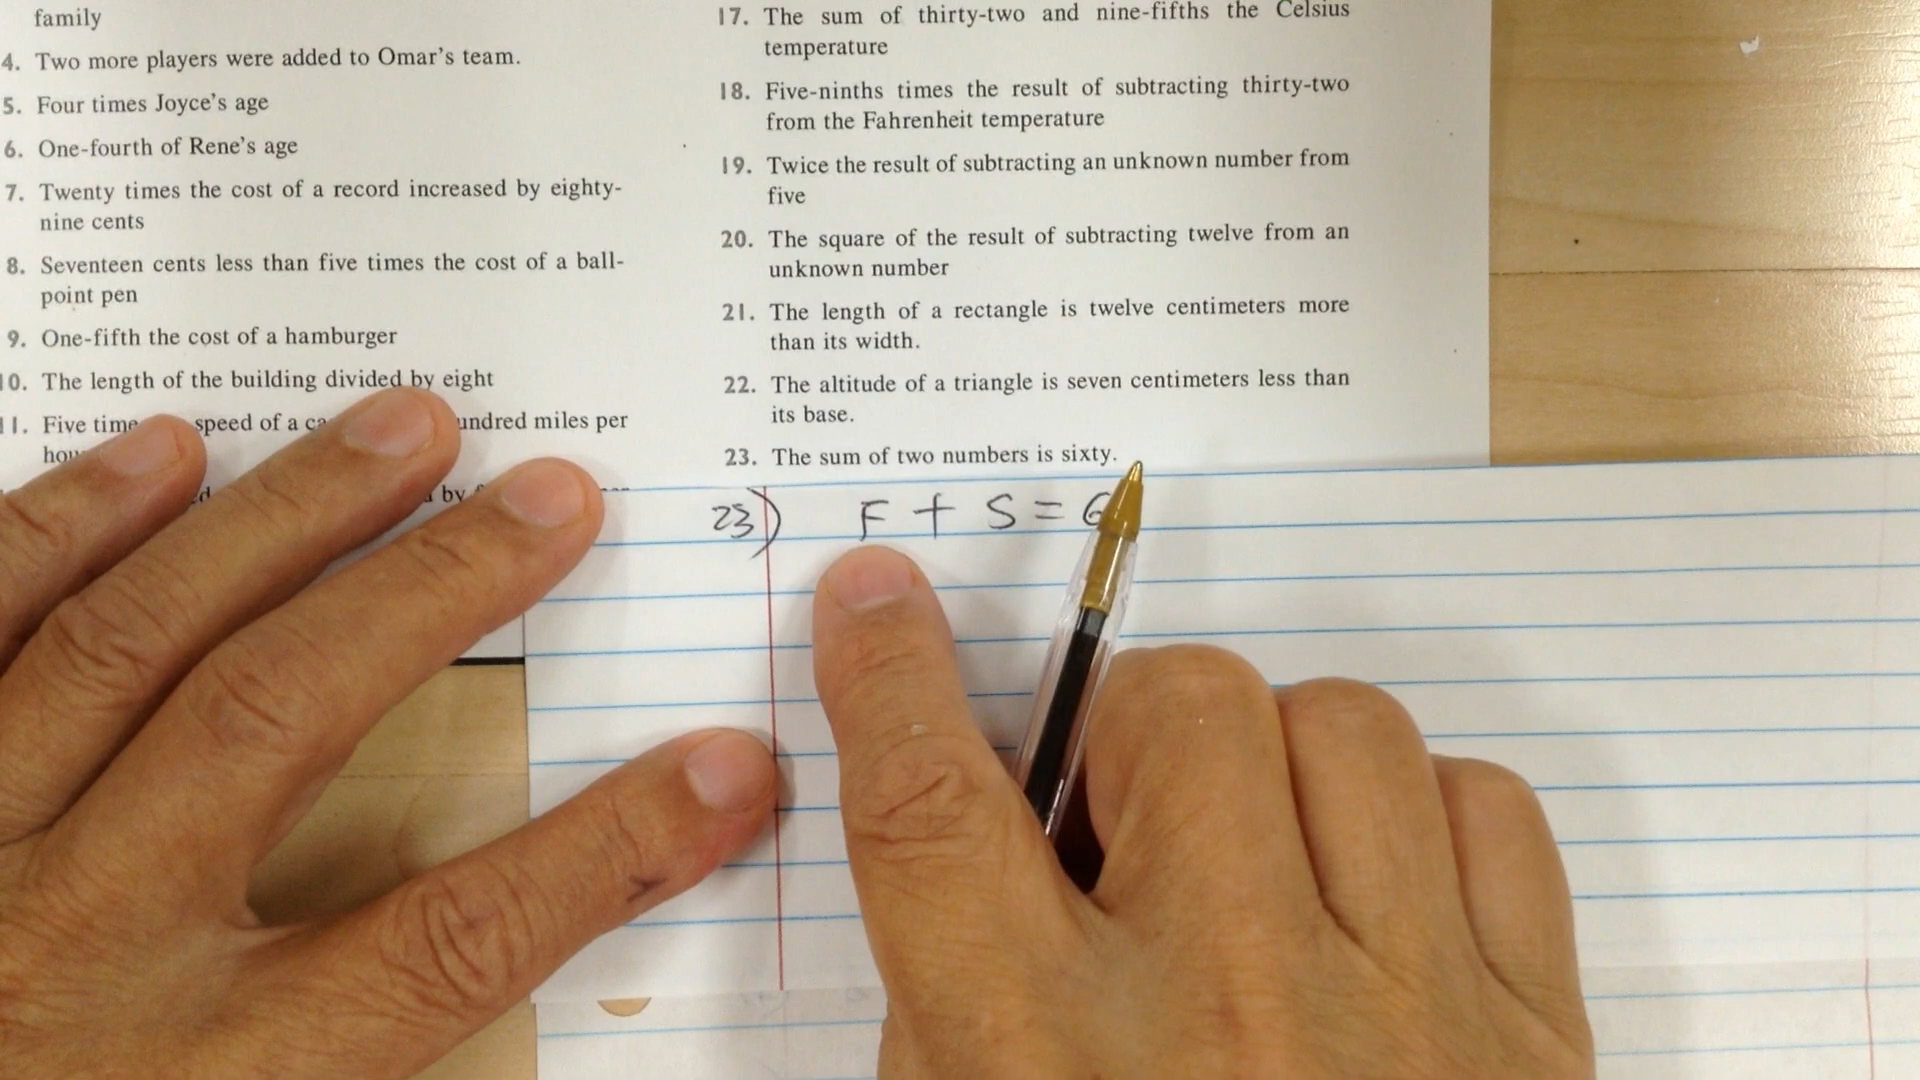 family
4. Two more players were added to Omar's team.
5. Four times Joyce's age
6. One-fourth of Rene's age
7. Twenty times the cost of a record increased by eighty-
nine cents
8. Seventeen cents less than five times the cost of a ball-
point pen
9. One-fifth the cost of a hamburger
10. The length of the building divided by eight
11. Five speed of a miles per
by
17. The sum of thirty-two and nine-fifths the Celsius
temperature
18. Five-ninths times the result of subtracting thirty-two
from the Fahrenheit temperature
19. Twice the result of subtracting an unknown number from
five
20. The square of the result of subtracting twelve from an
unknown number
21. The length of a rectangle is twelve centimeters more
than its width.
22. The altitude of a triangle is seven centimeters less than
its base.
23. The sum of two numbers is sixty.
23) F + S = 6